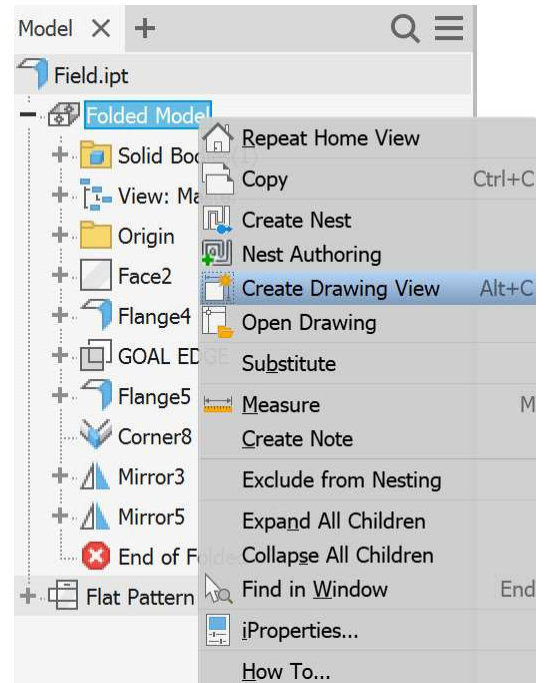 Model
Field.ipt
Folded Model
Repeat Home View
Solid Bo
Copy Ctrl+C
View: Ma
Create Nest
Origin
Nest Authoring
Face2
Create Drawing View Alt+C
Flange4
Open Drawing
GOAL EDGE
Substitute
Flange5
Measure M
Corner8
Create Note
Mirror3
Exclude from Nesting
Mirror5
Expand All Children
End of Folded
Collapse All Children
Flat Pattern
Find in Window End
iProperties...
How To...